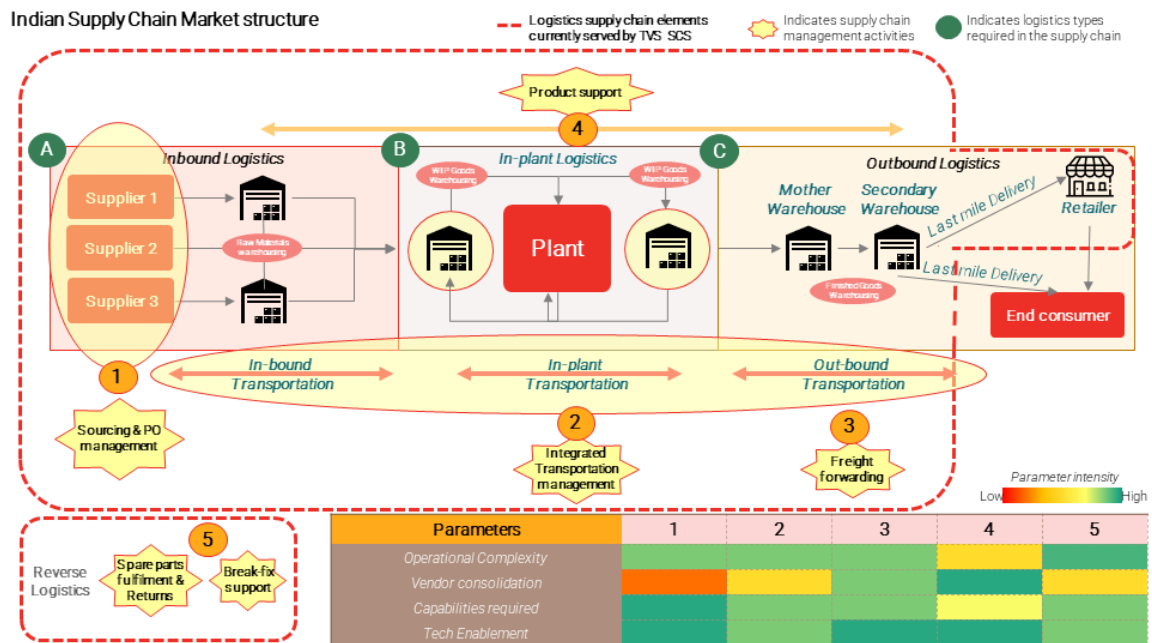 Indian Supply Chain Market structure
Logistics supply chain elements
currently served by TVS SCS
Indicates supply chain
management activities
Indicates logistics types
required in the supply chain
Product support
4
A
Inbound Logistics
B
In-plant Logistics
C
Outbound Logistics
Supplier 1
Supplier 2
Supplier 3
Raw Materials
warehousing
WIP Goods
Warehousing
WIP Goods
Warehousing
Plant
Mother
Warehouse
Secondary
Warehouse
Finished Goods
Warehousing
Last mile Delivery
Last mile Delivery
Retailer
End consumer
In-bound
Transportation
In-plant
Transportation
Out-bound
Transportation
1
Sourcing & PO
management
2
Integrated
Transportation
management
3
Freight
forwarding
Parameter intensity
Low
High
5
Reverse
Logistics
Spare parts
fulfilment &
Returns
Break-fix
support
Parameters 1 2 3 4 5
Operational Complexity
Vendor consolidation
Capabilities required
Tech Enablement